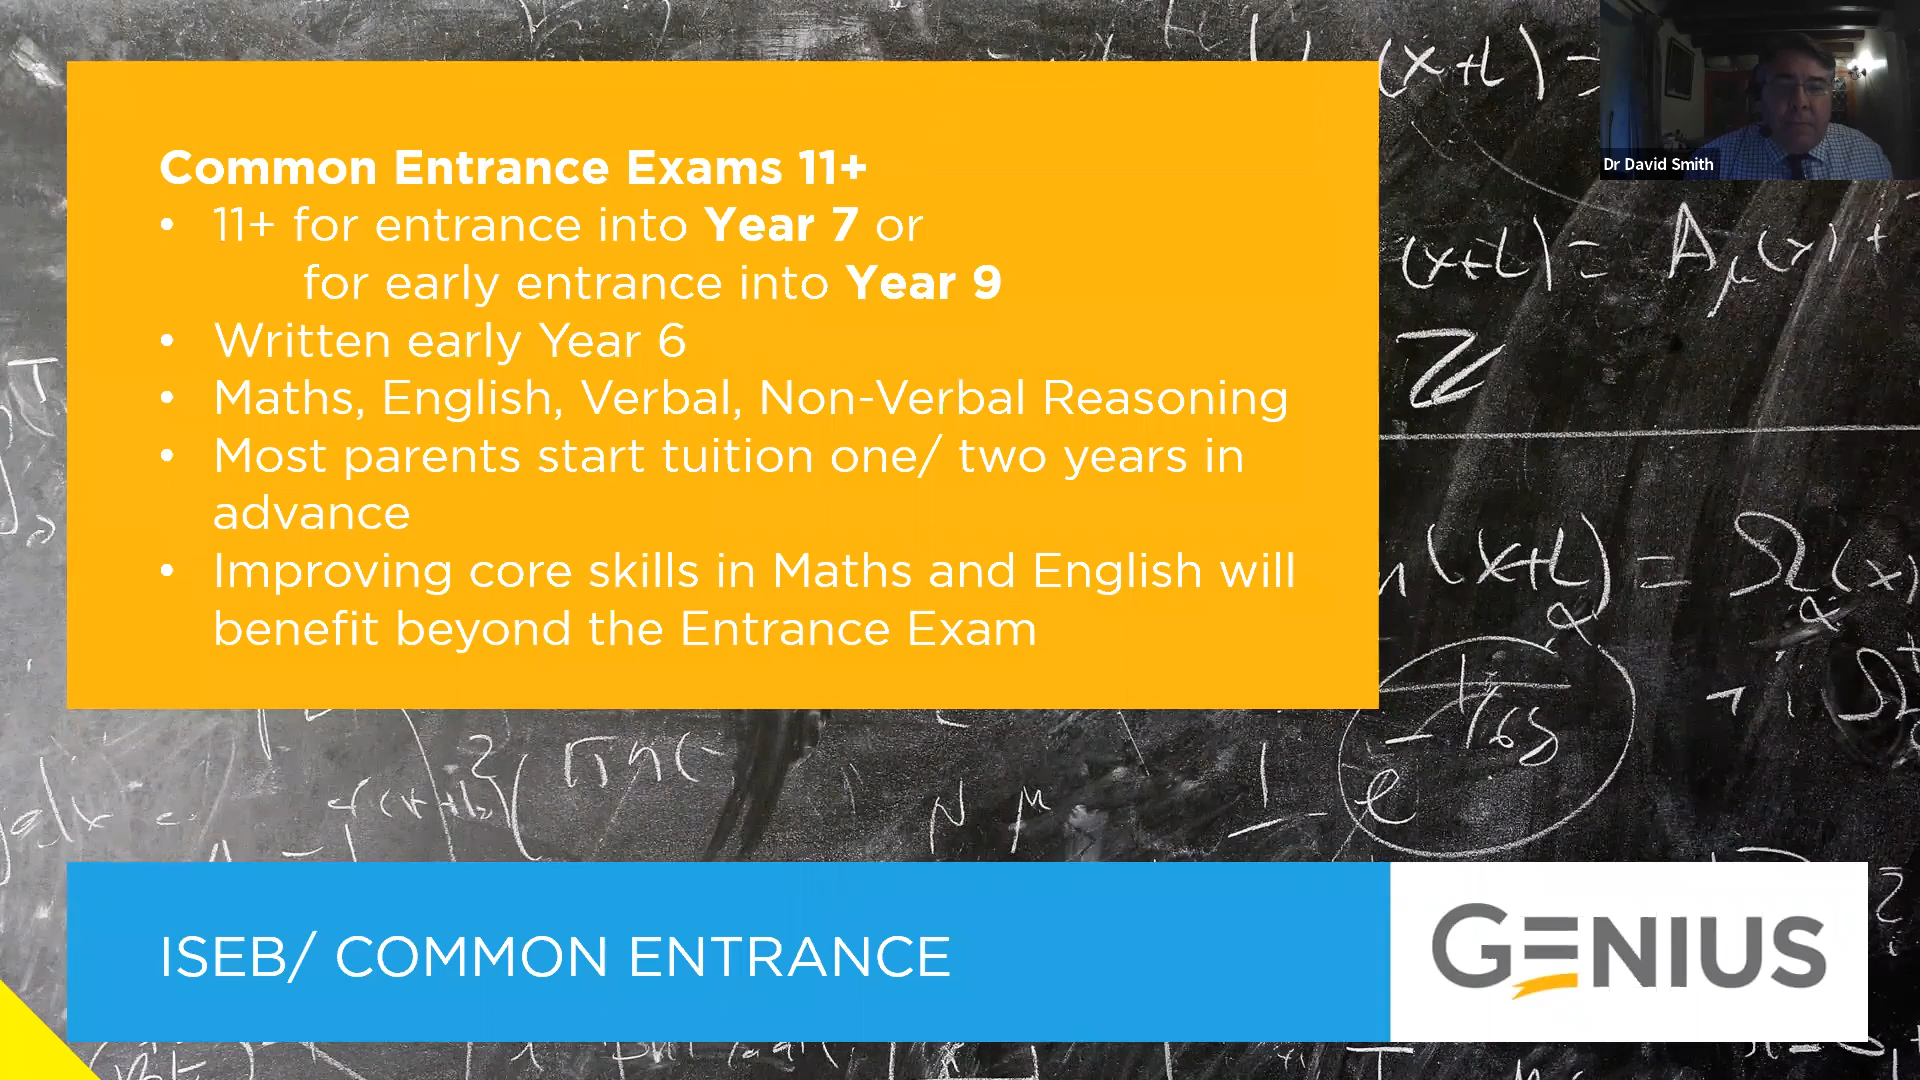 Dr David Smith
Common Entrance Exams 11+
• 11+ for entrance into Year 7 or
for early entrance into Year 9
• Written early Year 6
• Maths, English, Verbal, Non-Verbal Reasoning
• Most parents start tuition one/ two years in
advance
• Improving core skills in Maths and English will
benefit beyond the Entrance Exam
ISEB/ COMMON ENTRANCE
GENIUS